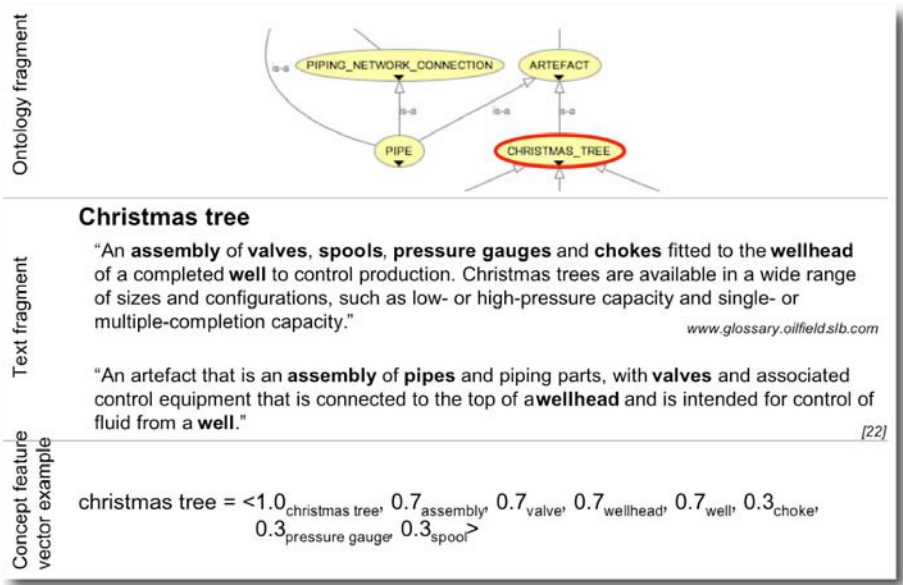 Ontology fragment
is-a
PIPING_NETWORK_CONNECTION
ARTEFACT
is-a
is-a
is-a
PIPE
CHRISTMAS_TREE
Text fragment
Christmas tree
“An assembly of valves, spools, pressure gauges and chokes fitted to the wellhead
of a completed well to control production. Christmas trees are available in a wide range
of sizes and configurations, such as low- or high-pressure capacity and single- or
multiple-completion capacity.”
www.glossary.oilfield.slb.com
“An artefact that is an assembly of pipes and piping parts, with valves and associated
control equipment that is connected to the top of a wellhead and is intended for control of
fluid from a well.”
[22]
Concept feature
vector example
christmas tree = <1.0christmas tree, 0.7assembly, 0.7valve, 0.7wellhead, 0.7well, 0.3choke,
0.3pressure gauge, 0.3spool>